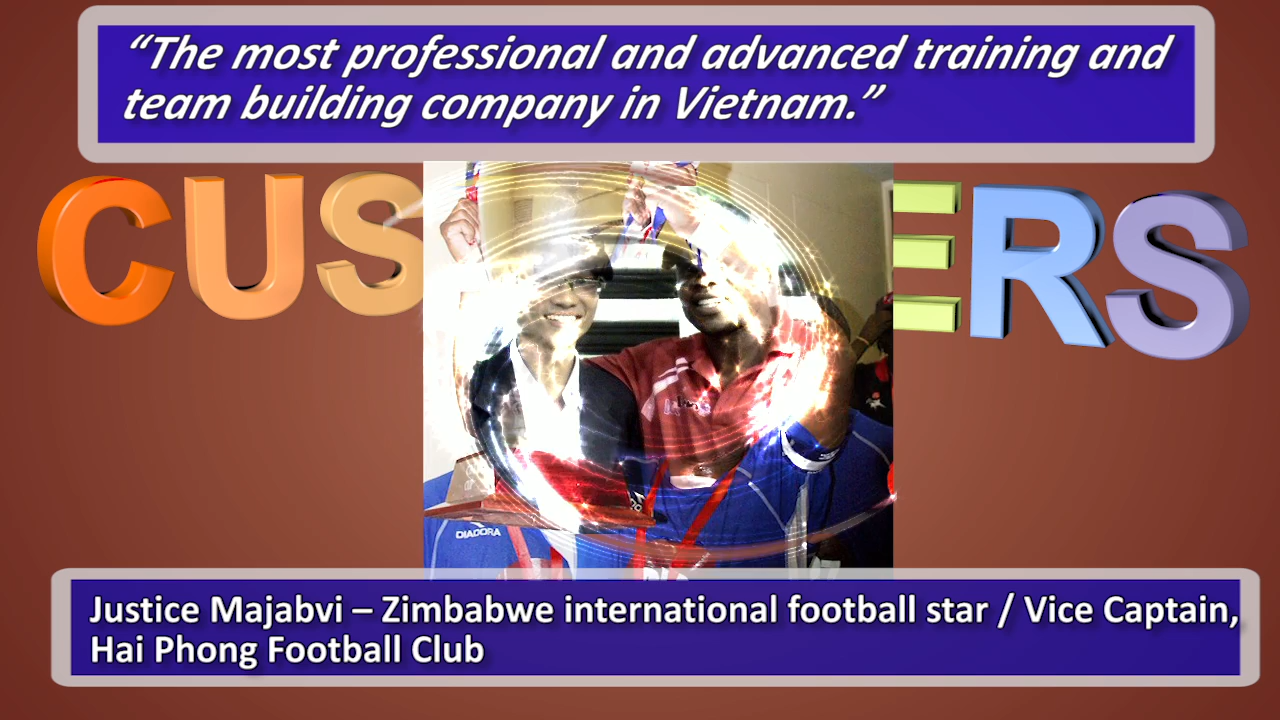 “The most professional and advanced training and
team building company in Vietnam.”
CUS ERS
DIADORA
Justice Majabvi – Zimbabwe international football star / Vice Captain,
Hai Phong Football Club